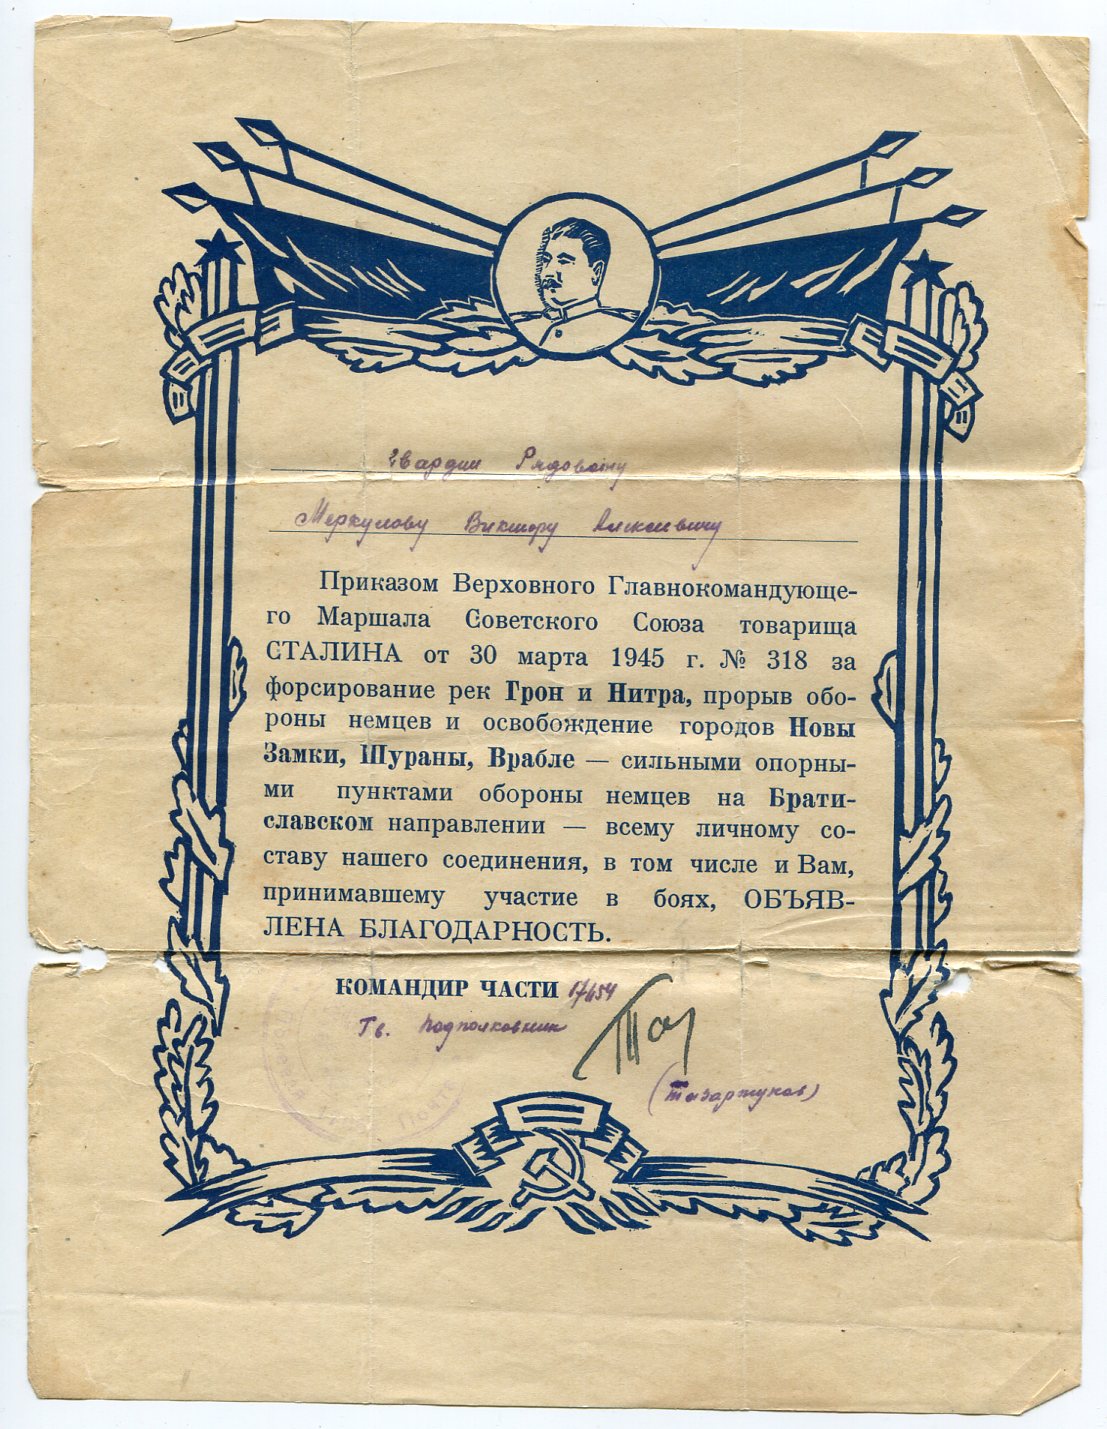 Гвардии Рядовому
Меркулову Виктору Алексеевичу
Приказом Верховного Главнокомандующе-
го Маршала Советского Союза товарища
СТАЛИНА от 30 марта 1945 г. № 318 за
форсирование рек Грон и Нитра, прорыв обо-
роны немцев и освобождение городов Новы
Замки, Шураны, Врабле — сильными опорны-
ми пунктами обороны немцев на Брати-
славском направлении — всему личному со-
ставу нашего соединения, в том числе и Вам,
принимавшему участие в боях, ОБЪЯВ-
ЛЕНА БЛАГОДАРНОСТЬ.
КОМАНДИР ЧАСТИ 17654
Гв. Подполковник